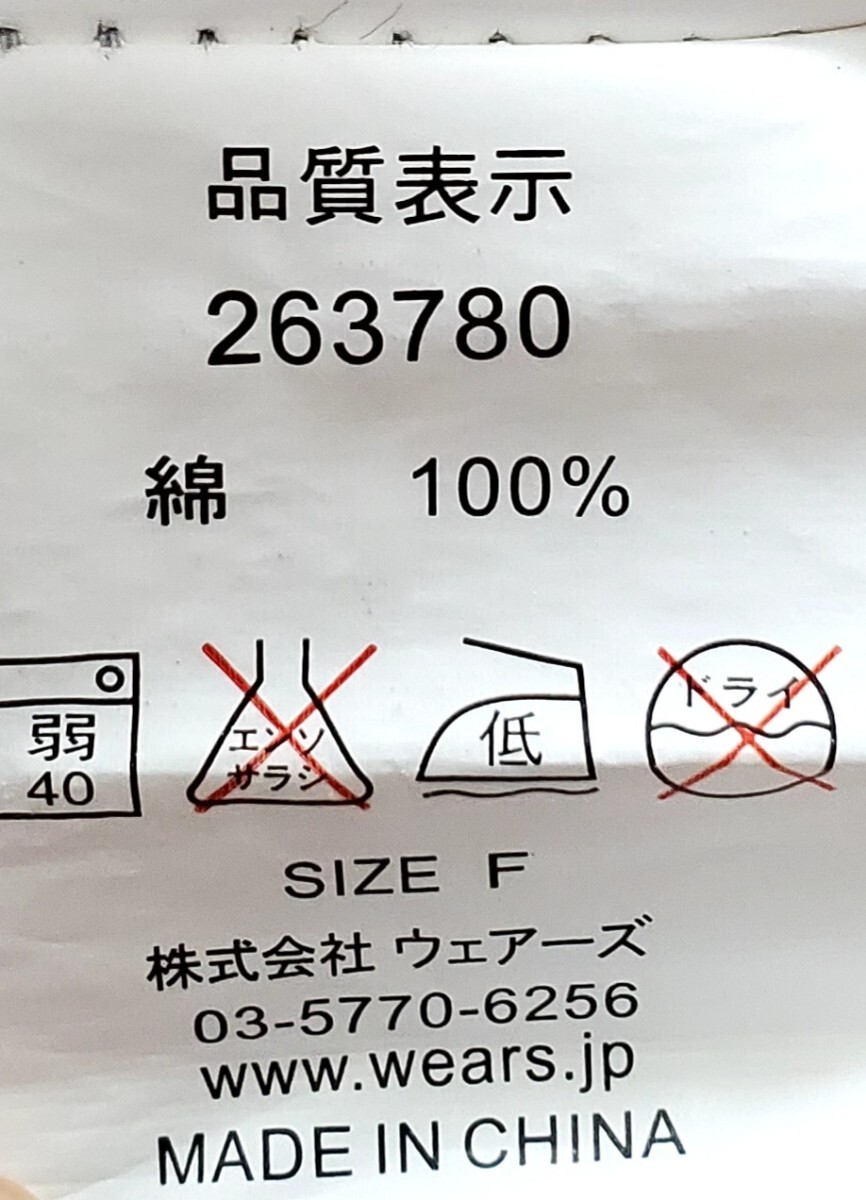 品質表示
263780
綿 100%
弱
40
エンソ
サラシ
低
ドライ
SIZE F
株式会社 ウェアーズ
03-5770-6256
www.wears.jp
MADE IN CHINA